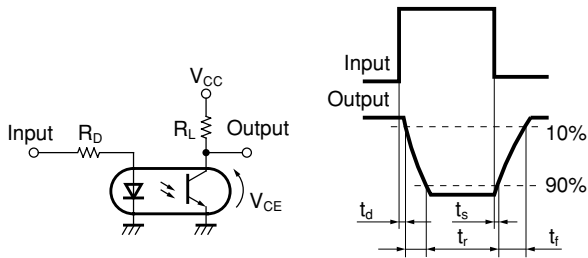 V_CC
Input
R_D
R_L
Output
V_CE
Input
Output
10%
90%
t_d
t_s
t_r
t_f